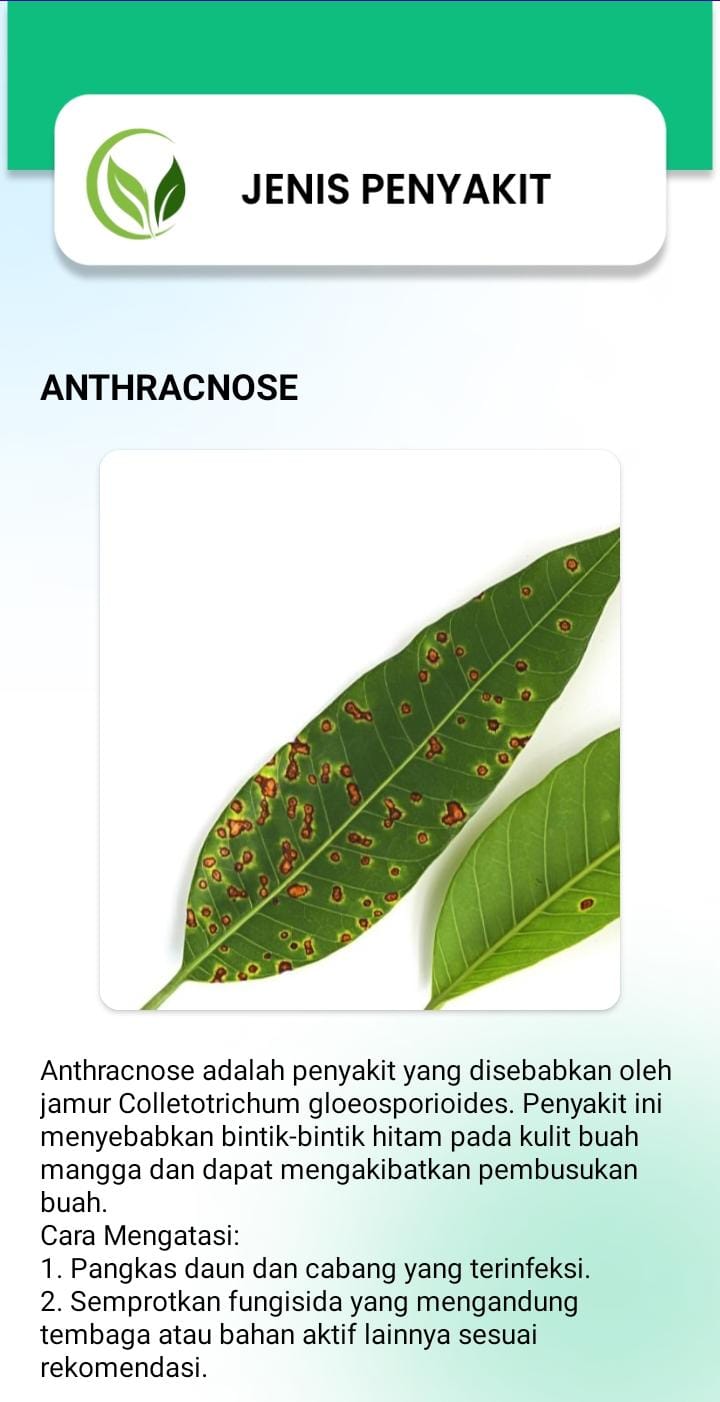 JENIS PENYAKIT
ANTHRACNOSE
Anthracnose adalah penyakit yang disebabkan oleh
jamur Colletotrichum gloeosporioides. Penyakit ini
menyebabkan bintik-bintik hitam pada kulit buah
mangga dan dapat mengakibatkan pembusukan
buah.
Cara Mengatasi:
1. Pangkas daun dan cabang yang terinfeksi.
2. Semprotkan fungisida yang mengandung
tembaga atau bahan aktif lainnya sesuai
rekomendasi.